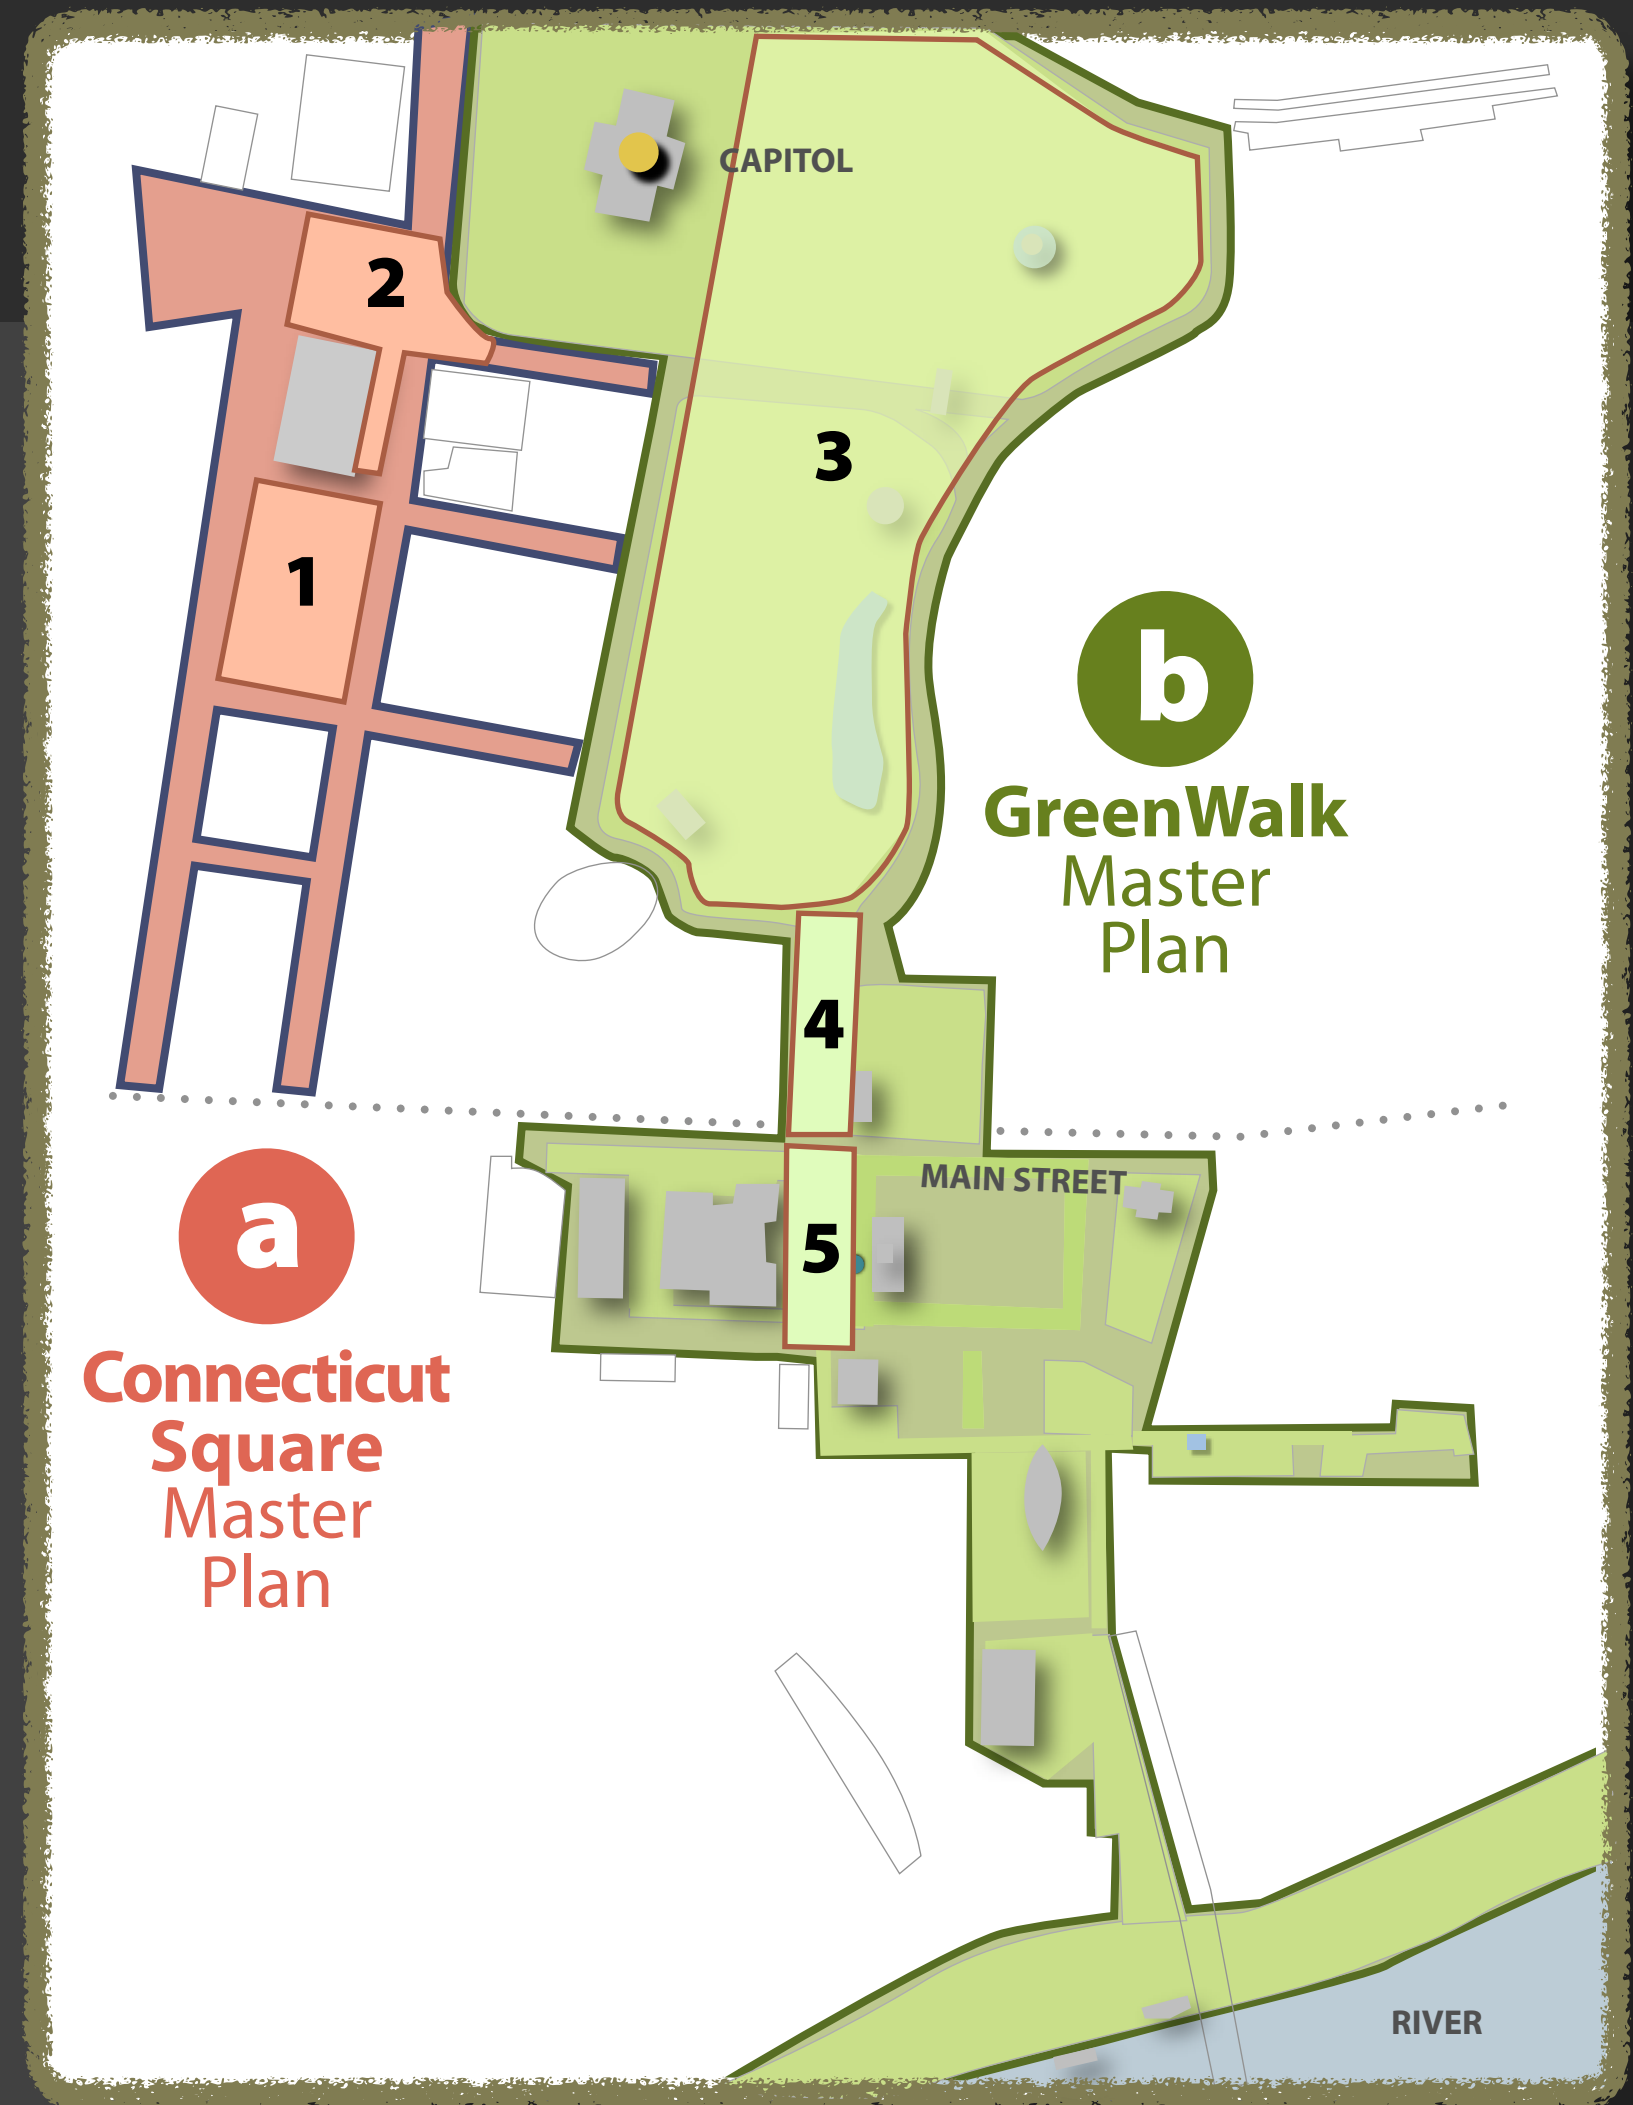 CAPITOL
2
3
1
b
GreenWalk
Master
Plan
4
MAIN STREET
a
5
Connecticut
Square
Master
Plan
RIVER